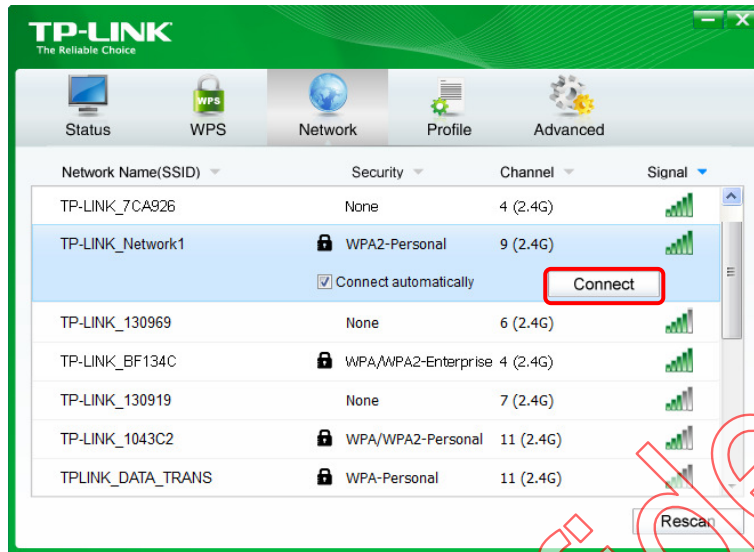 TP-LINK
The Reliable Choice
WPS
Status WPS Network Profile Advanced
Network Name(SSID) Security Channel Signal
TP-LINK_7CA926 None 4 (2.4G)
TP-LINK_Network1 WPA2-Personal 9 (2.4G)
Connect automatically Connect
TP-LINK_130969 None 6 (2.4G)
TP-LINK_BF134C WPA/WPA2-Enterprise 4 (2.4G)
TP-LINK_130919 None 7 (2.4G)
TP-LINK_1043C2 WPA/WPA2-Personal 11 (2.4G)
TPLINK_DATA_TRANS WPA-Personal 11 (2.4G)
Rescan